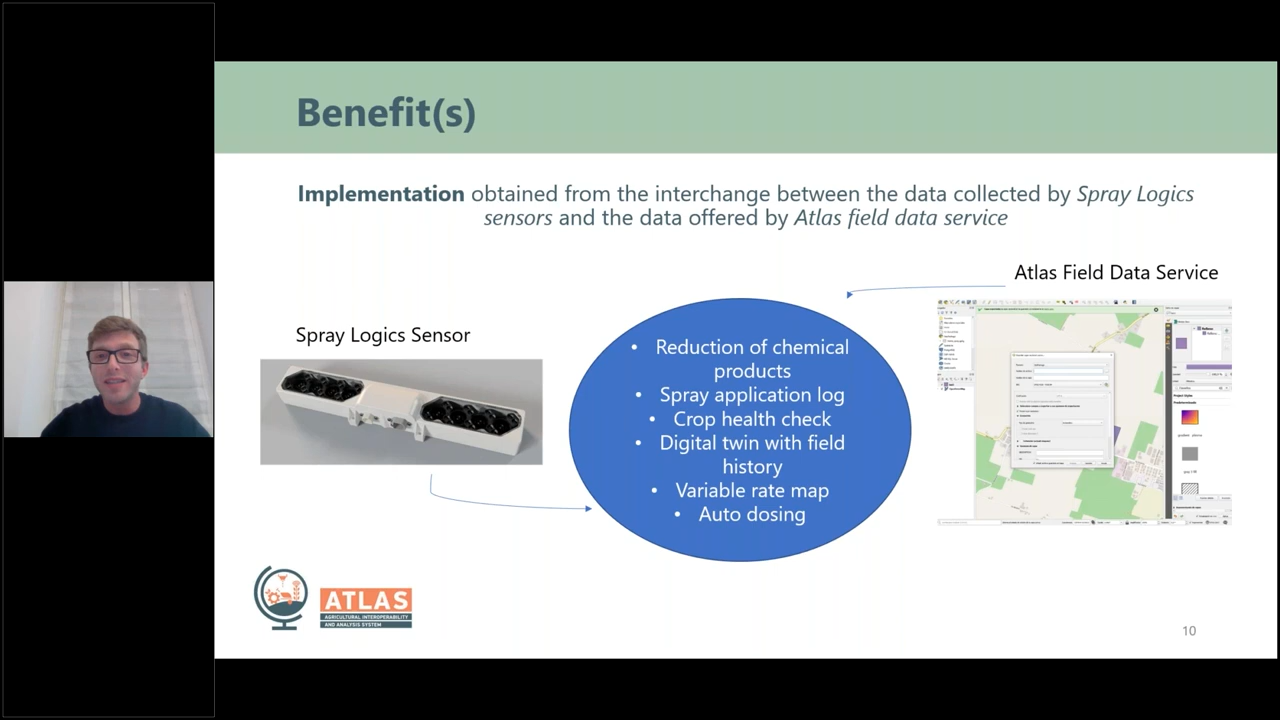 Benefit(s)
Implementation obtained from the interchange between the data collected by Spray Logics
sensors and the data offered by Atlas field data service
Atlas Field Data Service
Spray Logics Sensor
• Reduction of chemical
products
• Spray application log
• Crop health check
• Digital twin with field
history
• Variable rate map
• Auto dosing
ATLAS
AGRICULTURAL INTEROPERABILITY
AND ANALYSIS SYSTEM
10